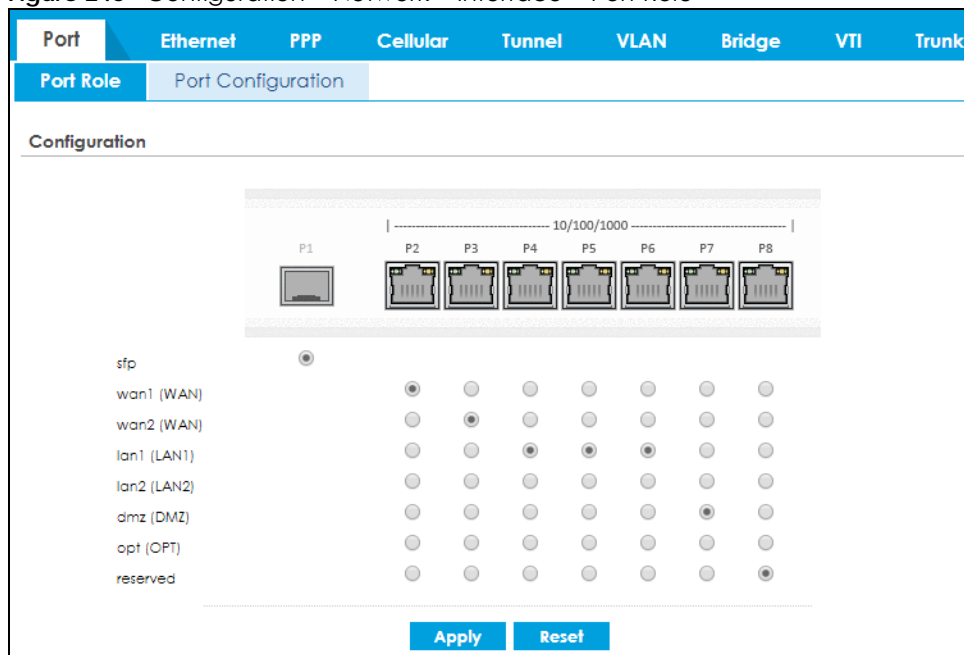 Port Ethernet PPP Cellular Tunnel VLAN Bridge VTI Trunk
Port Role Port Configuration
Configuration
10/100/1000
P1 P2 P3 P4 P5 P6 P7 P8
sfp
wan1 (WAN)
wan2 (WAN)
lan1 (LAN1)
lan2 (LAN2)
dmz (DMZ)
opt (OPT)
reserved
Apply Reset